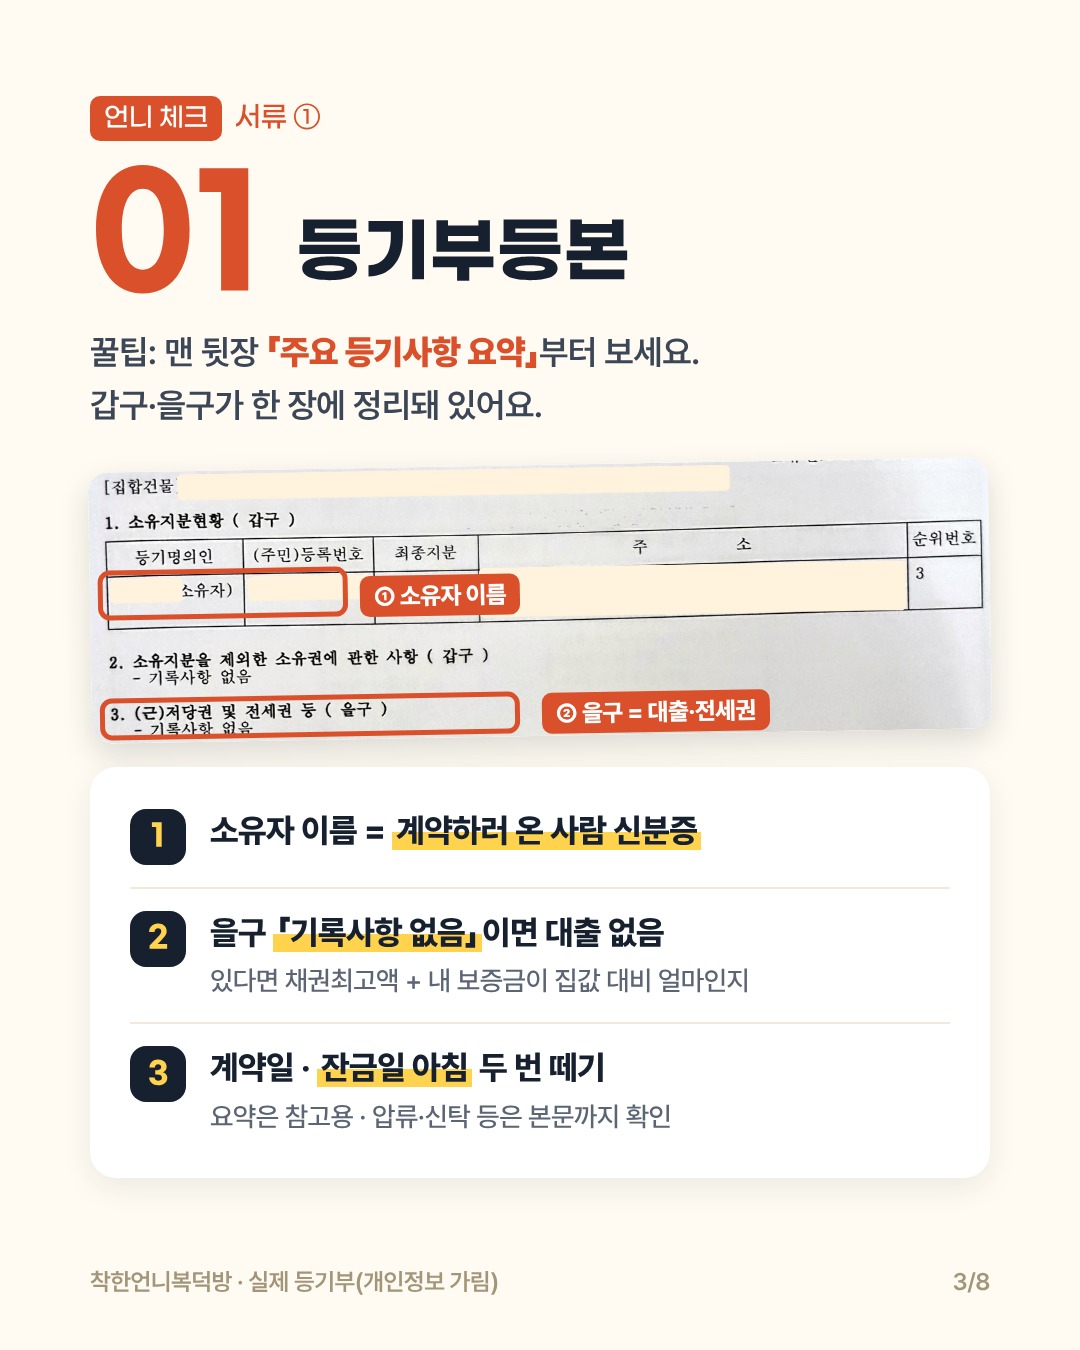 언니 체크 서류 ①
01 등기부등본
꿀팁: 맨 뒷장 「주요 등기사항 요약」부터 보세요.
갑구·을구가 한 장에 정리돼 있어요.
[집합건물
1. 소유지분현황 ( 갑구 )
등기명의인 (주민)등록번호 최종지분 주 소 순위번호
소유자) ① 소유자 이름 3
2. 소유지분을 제외한 소유권에 관한 사항 ( 갑구 )
- 기록사항 없음
3. (근)저당권 및 전세권 등 ( 을구 ) ② 을구 = 대출·전세권
- 기록사항 없음
1 소유자 이름 = 계약하러 온 사람 신분증
2 을구 「기록사항 없음」이면 대출 없음
있다면 채권최고액 + 내 보증금이 집값 대비 얼마인지
3 계약일 · 잔금일 아침 두 번 떼기
요약은 참고용 · 압류·신탁 등은 본문까지 확인
착한언니복덕방 · 실제 등기부(개인정보 가림) 3/8